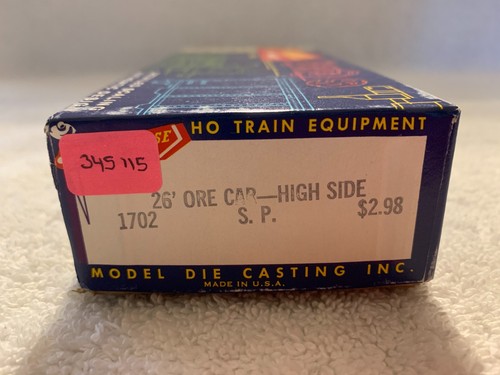 HO TRAIN EQUIPMENT
345 115
26' ORE CAR—HIGH SIDE
1702 S. P. $2.98
MODEL DIE CASTING INC.
MADE IN U.S.A.